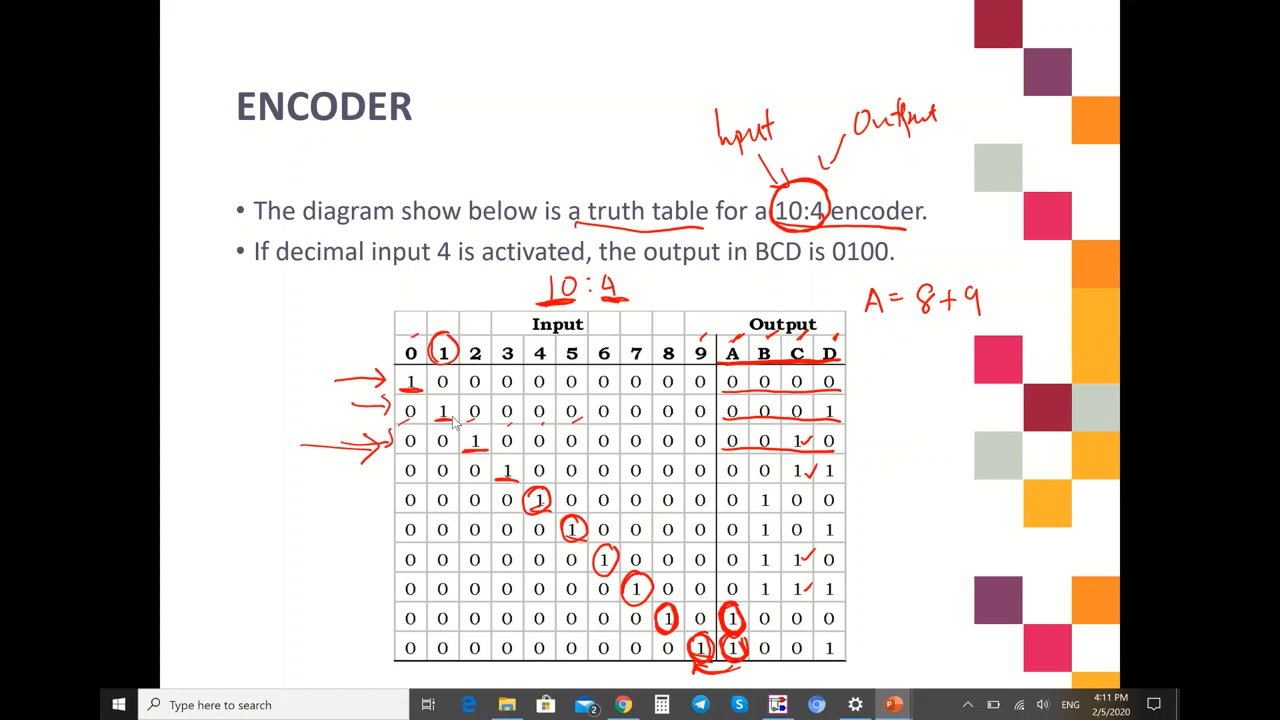 ENCODER
Input
Output
• The diagram show below is a truth table for a 10:4 encoder.
• If decimal input 4 is activated, the output in BCD is 0100.
10:4
A = 8+9
Input Output
0 1 2 3 4 5 6 7 8 9 A B C D
1 0 0 0 0 0 0 0 0 0 0 0 0 0
0 1 0 0 0 0 0 0 0 0 0 0 0 1
0 0 1 0 0 0 0 0 0 0 0 0 1 0
0 0 0 1 0 0 0 0 0 0 0 0 1 1
0 0 0 0 1 0 0 0 0 0 0 1 0 0
0 0 0 0 0 1 0 0 0 0 0 1 0 1
0 0 0 0 0 0 1 0 0 0 0 1 1 0
0 0 0 0 0 0 0 1 0 0 0 1 1 1
0 0 0 0 0 0 0 0 1 0 1 0 0 0
0 0 0 0 0 0 0 0 0 1 1 0 0 1
Type here to search
2
ENG
4:11 PM
2/5/2020